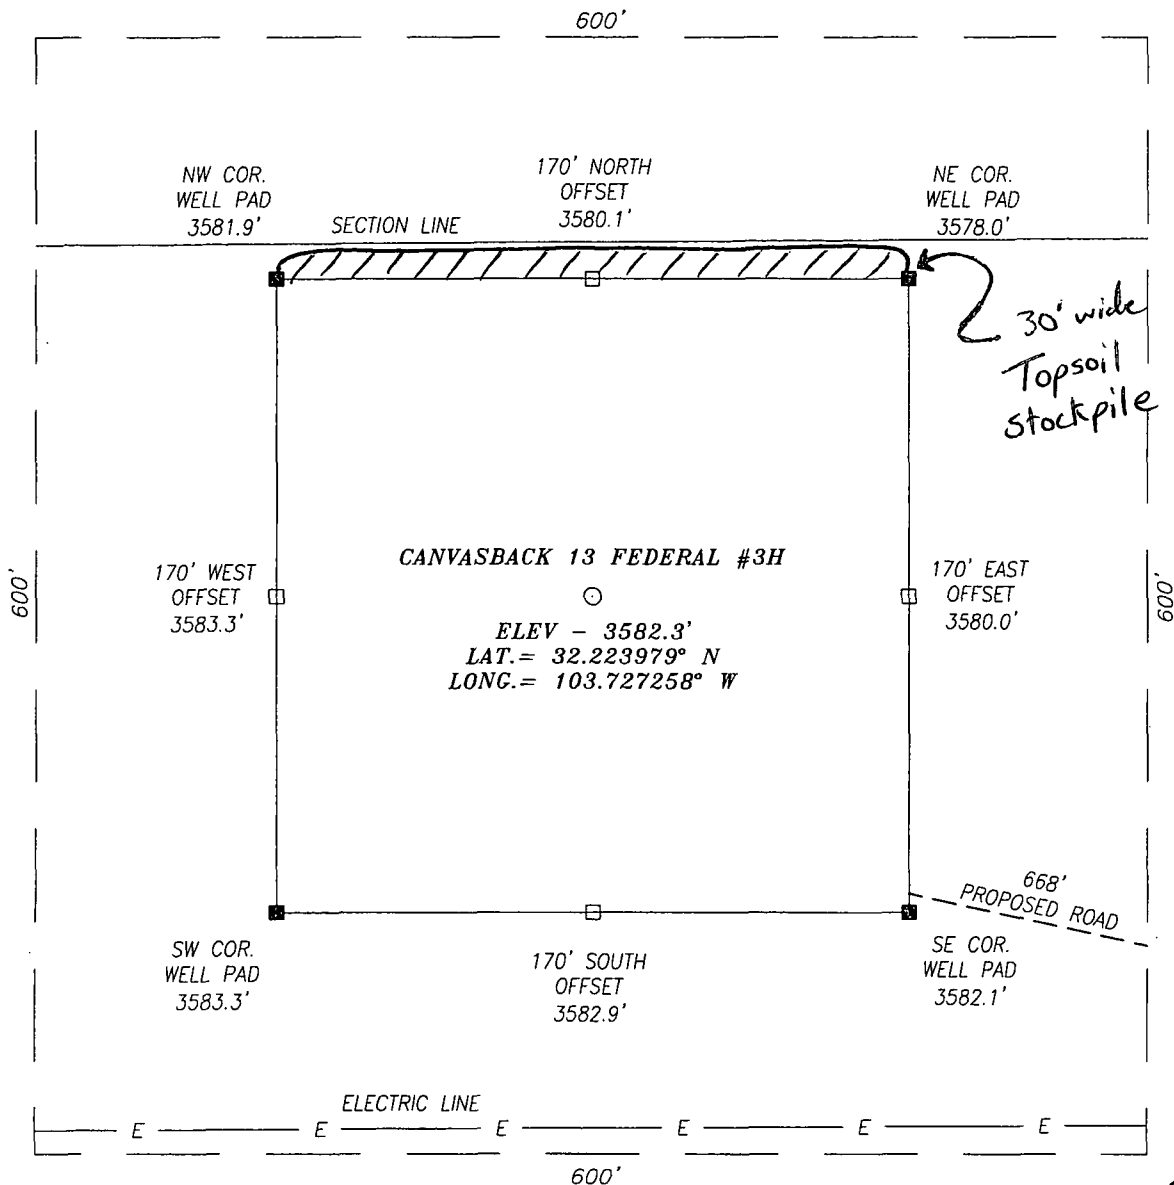 600'
NW COR.
WELL PAD
3581.9'
SECTION LINE
170' NORTH
OFFSET
3580.1'
NE COR.
WELL PAD
3578.0'
30' wide
Topsoil
stockpile
600'
170' WEST
OFFSET
3583.3'
CANVASBACK 13 FEDERAL #3H
ELEV - 3582.3'
LAT.= 32.223979° N
LONG.= 103.727258° W
170' EAST
OFFSET
3580.0'
600'
668'
PROPOSED ROAD
SW COR.
WELL PAD
3583.3'
170' SOUTH
OFFSET
3582.9'
SE COR.
WELL PAD
3582.1'
ELECTRIC LINE
E E E E E E
600'